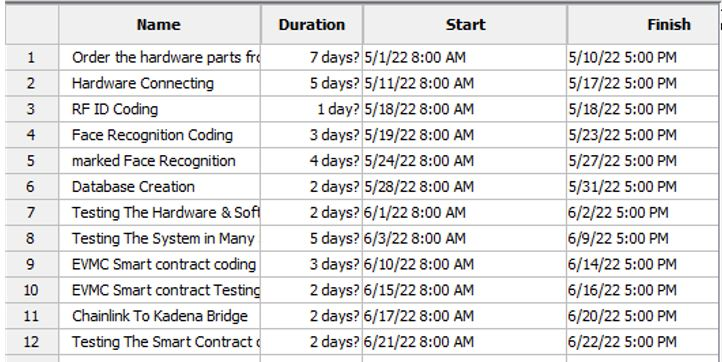 Name Duration Start Finish
1 Order the hardware parts fro 7 days? 5/1/22 8:00 AM 5/10/22 5:00 PM
2 Hardware Connecting 5 days? 5/11/22 8:00 AM 5/17/22 5:00 PM
3 RF ID Coding 1 day? 5/18/22 8:00 AM 5/18/22 5:00 PM
4 Face Recognition Coding 3 days? 5/19/22 8:00 AM 5/23/22 5:00 PM
5 marked Face Recognition 4 days? 5/24/22 8:00 AM 5/27/22 5:00 PM
6 Database Creation 2 days? 5/28/22 8:00 AM 5/31/22 5:00 PM
7 Testing The Hardware & Soft 2 days? 6/1/22 8:00 AM 6/2/22 5:00 PM
8 Testing The System in Many 5 days? 6/3/22 8:00 AM 6/9/22 5:00 PM
9 EVMC Smart contract coding 3 days? 6/10/22 8:00 AM 6/14/22 5:00 PM
10 EVMC Smart contract Testing 2 days? 6/15/22 8:00 AM 6/16/22 5:00 PM
11 Chainlink To Kadena Bridge 2 days? 6/17/22 8:00 AM 6/20/22 5:00 PM
12 Testing The Smart Contract 2 days? 6/21/22 8:00 AM 6/22/22 5:00 PM